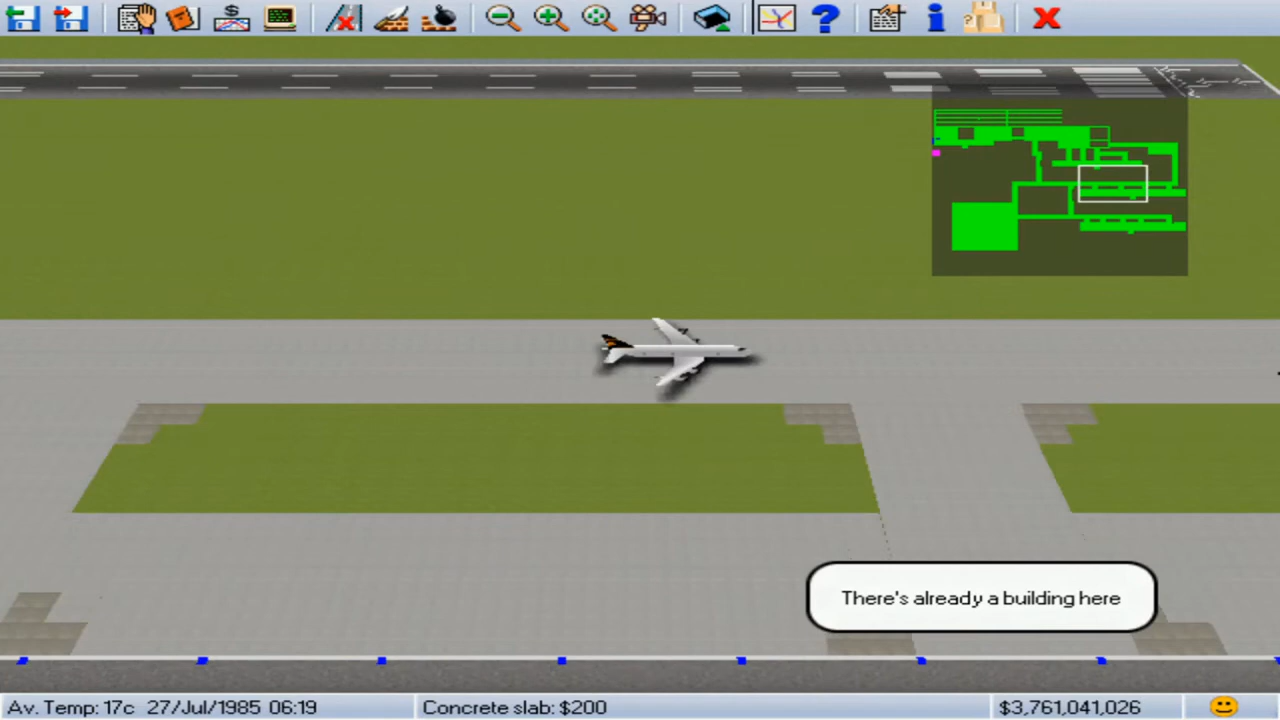 There's already a building here
Av. Temp: 17c 27/Jul/1985 06:19
Concrete slab: $200
$3,761,041,026